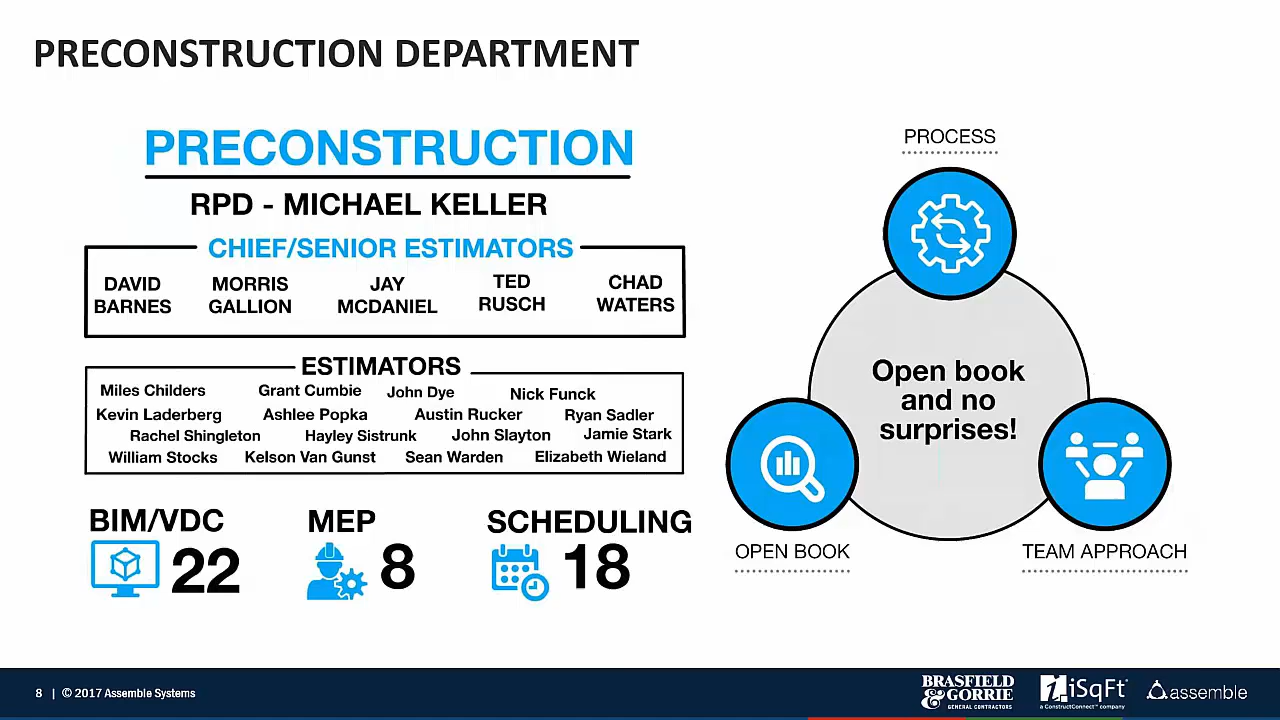 PRECONSTRUCTION DEPARTMENT
PRECONSTRUCTION
RPD - MICHAEL KELLER
CHIEF/SENIOR ESTIMATORS
DAVID BARNES
MORRIS GALLION
JAY MCDANIEL
TED RUSCH
CHAD WATERS
ESTIMATORS
Miles Childers Grant Cumbie John Dye Nick Funck
Kevin Laderberg Ashlee Popka Austin Rucker Ryan Sadler
Rachel Shingleton Hayley Sistrunk John Slayton Jamie Stark
William Stocks Kelson Van Gunst Sean Warden Elizabeth Wieland
BIM/VDC
22
MEP
8
SCHEDULING
18
PROCESS
Open book
and no
surprises!
OPEN BOOK
TEAM APPROACH
8 | © 2017 Assemble Systems
BRASFIELD
& GORRIE
GENERAL CONTRACTORS
iSqFt
a ConstructConnect™ company
assemble